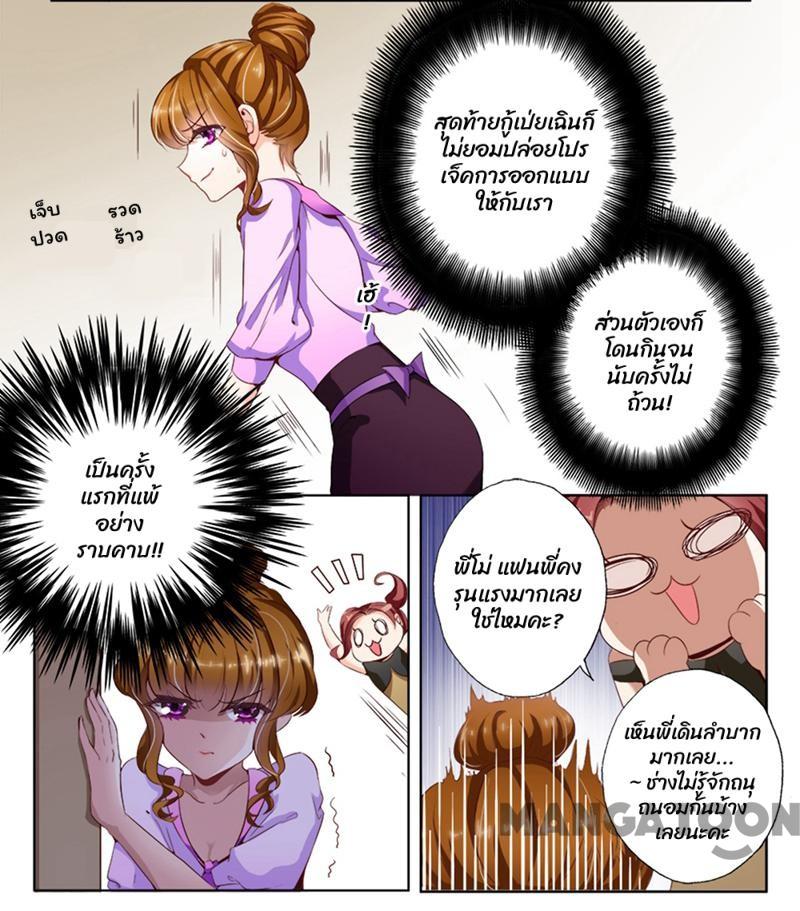 สุดท้ายกู้เป่ยเฉินก็
ไม่ยอมปล่อยโปร
เจ็คการออกแบบ
ให้กับเรา
เจ็บ รวด
ปวด ร้าว
เฮ้
!
ส่วนตัวเองก็
โดนกินจน
นับครั้งไม่
ถ้วน!
เป็นครั้ง
แรกที่แพ้
อย่าง
ราบคาบ!!
พี่โม่ แฟนพี่คง
รุนแรงมากเลย
ใช่ไหมคะ?
เห็นพี่เดินลำบาก
มากเลย...
~ ช่างไม่รู้จักถนุ
ถนอมกันบ้าง
เลยนะคะ
MANGATOON